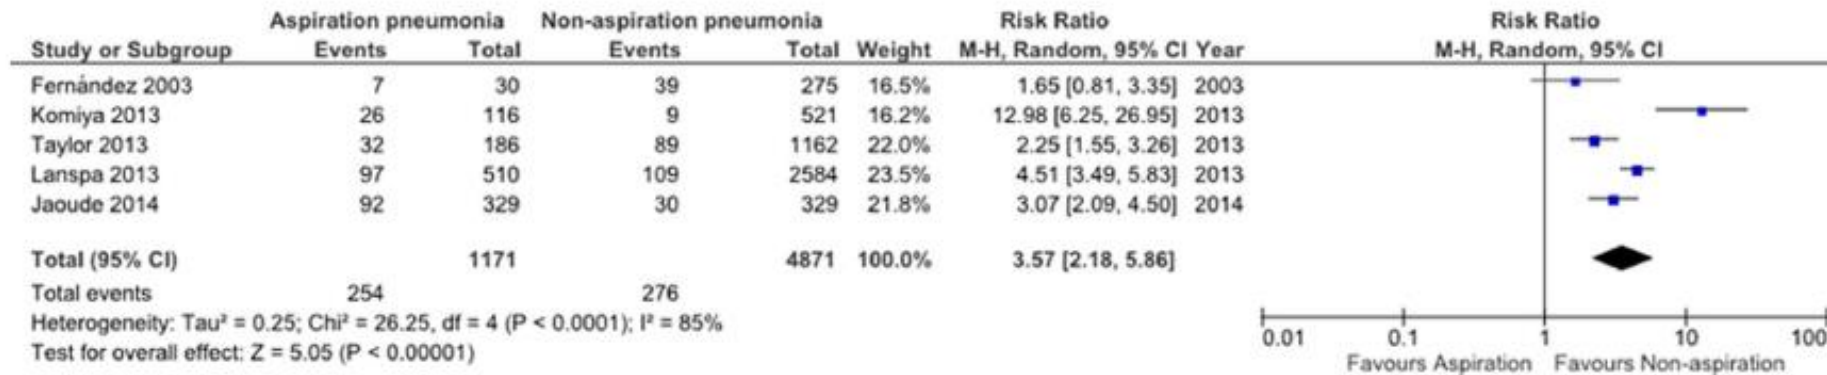 Aspiration pneumonia Non-aspiration pneumonia Risk Ratio Risk Ratio
Study or Subgroup Events Total Events Total Weight M-H, Random, 95% CI Year M-H, Random, 95% CI
Fernández 2003 7 30 39 275 16.5% 1.65 [0.81, 3.35] 2003
Komiya 2013 26 116 9 521 16.2% 12.98 [6.25, 26.95] 2013
Taylor 2013 32 186 89 1162 22.0% 2.25 [1.55, 3.26] 2013
Lanspa 2013 97 510 109 2584 23.5% 4.51 [3.49, 5.83] 2013
Jaoude 2014 92 329 30 329 21.8% 3.07 [2.09, 4.50] 2014
Total (95% CI) 1171 4871 100.0% 3.57 [2.18, 5.86]
Total events 254 276
Heterogeneity: Tau² = 0.25; Chi² = 26.25, df = 4 (P < 0.0001); I² = 85%
Test for overall effect: Z = 5.05 (P < 0.00001)
0.01 0.1 1 10 100
Favours Aspiration Favours Non-aspiration